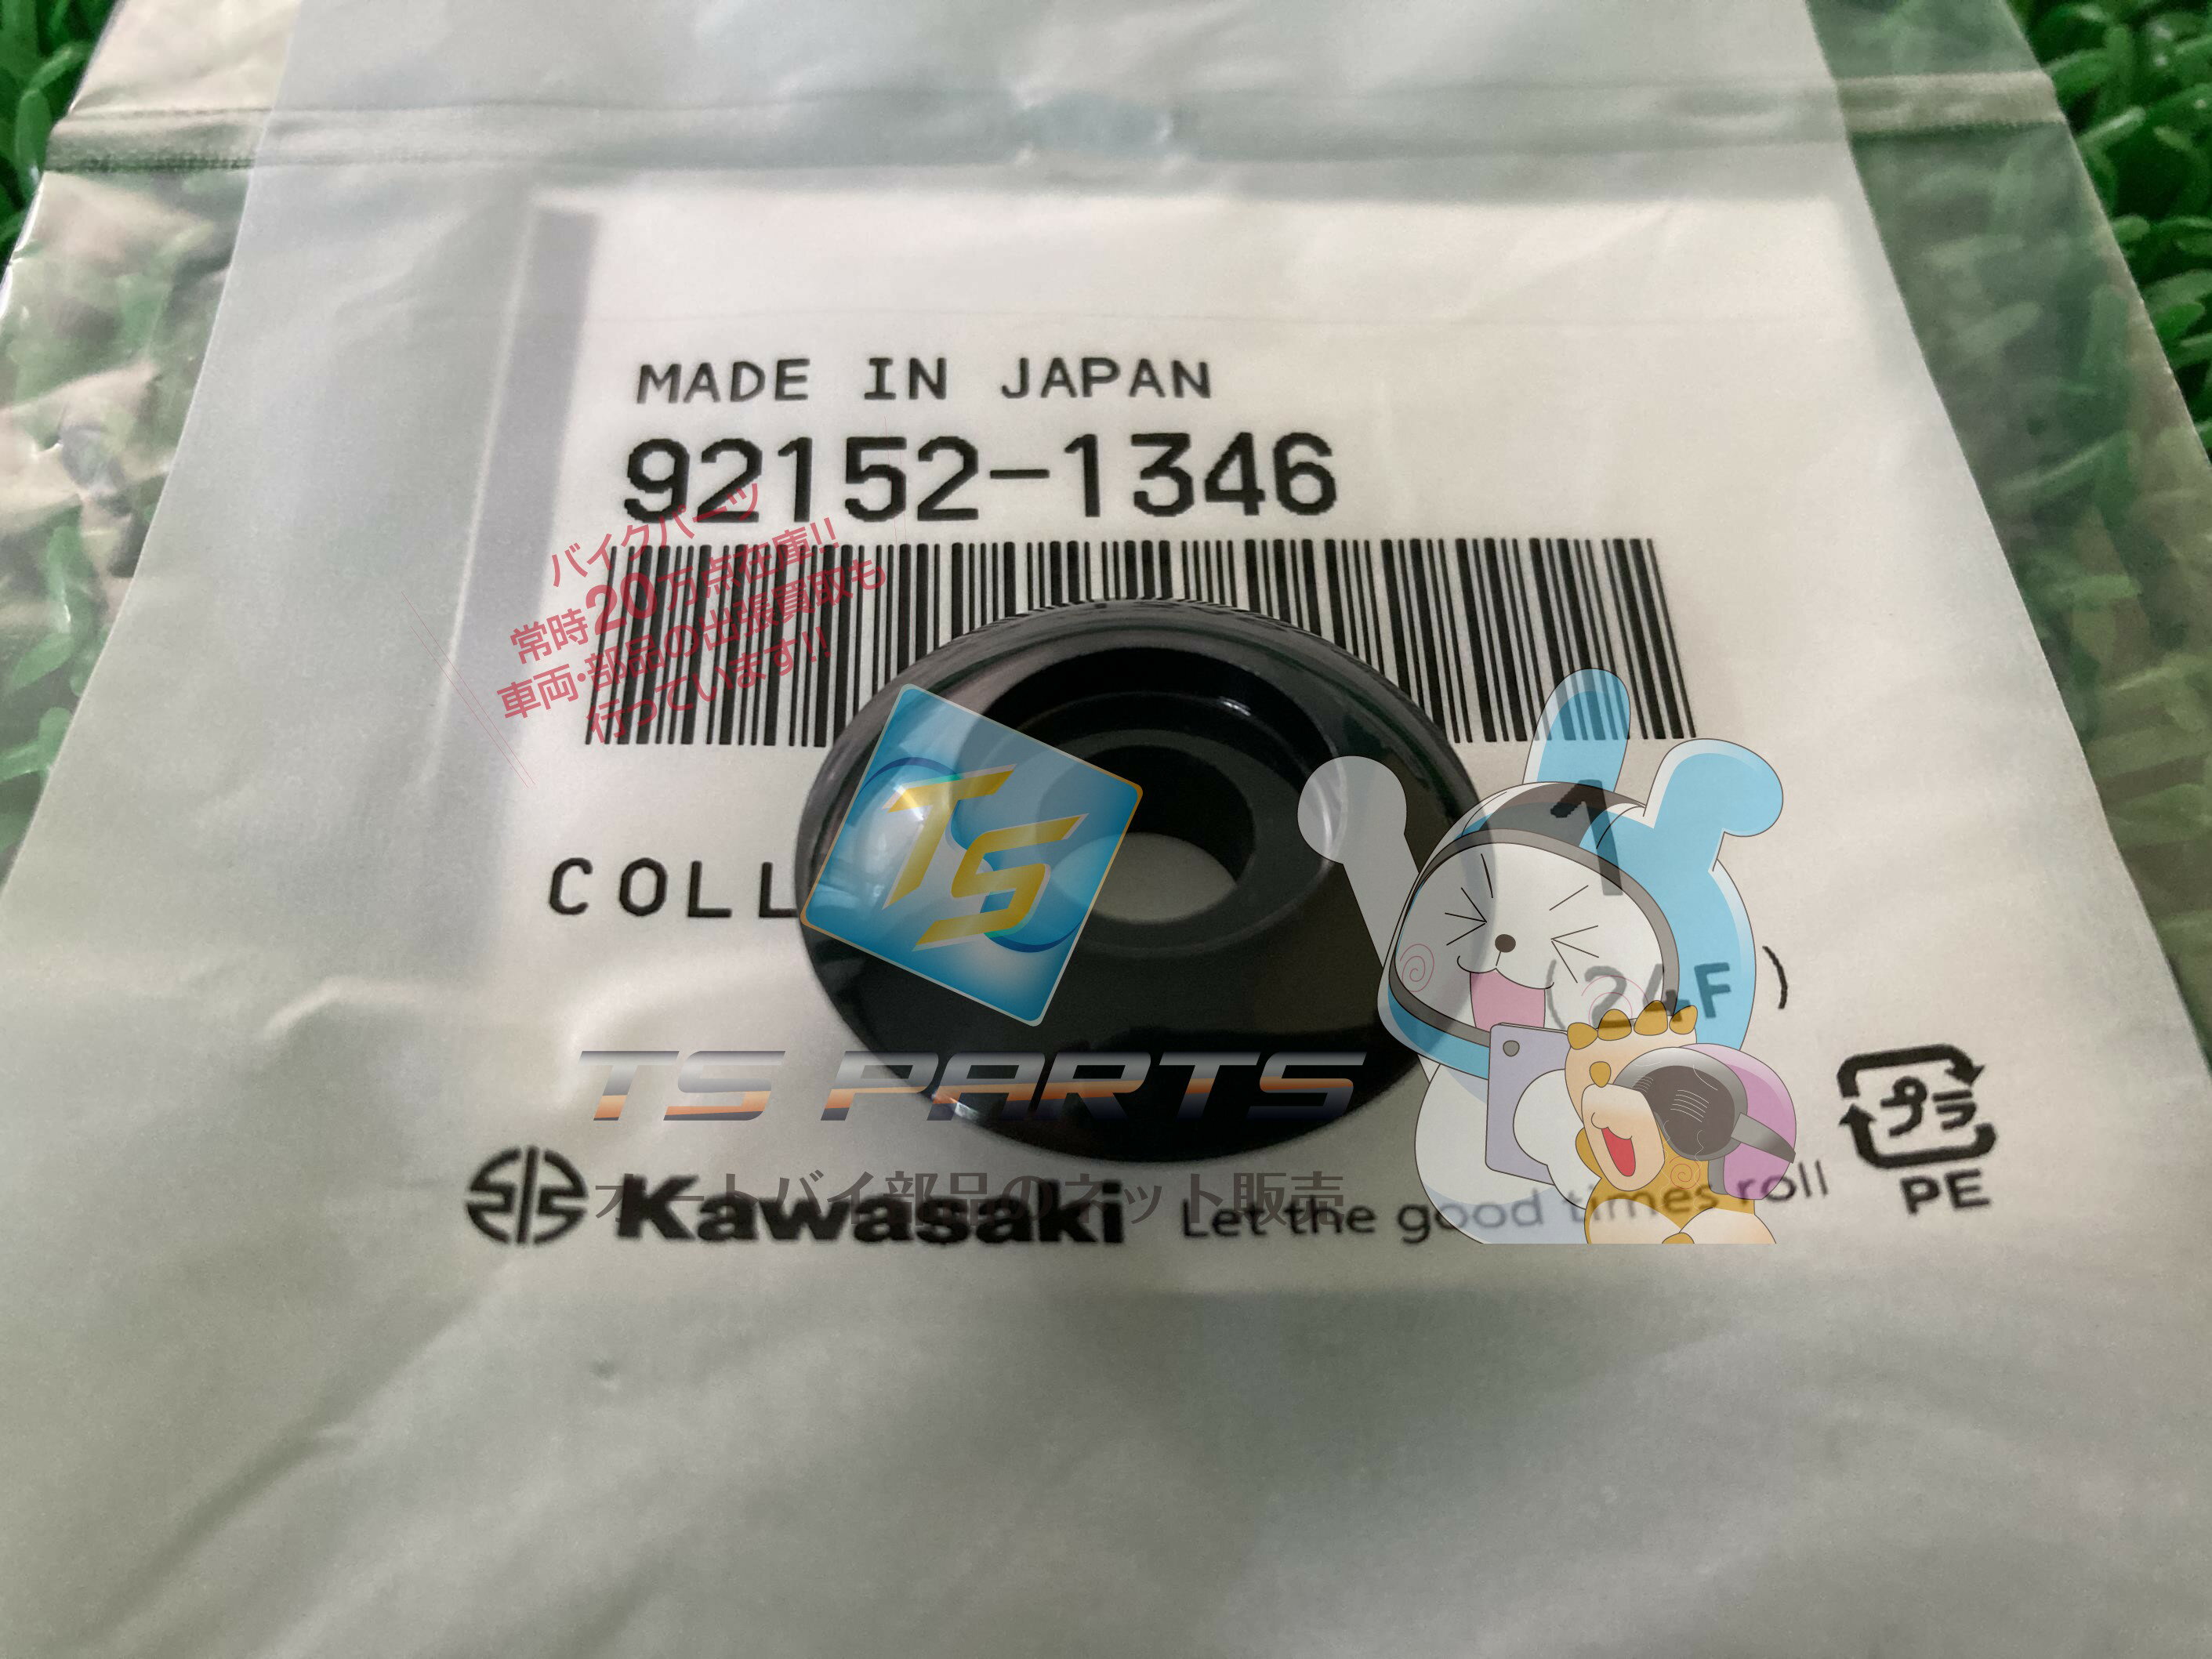 MADE IN JAPAN
92152-1346
バイクパーツ
常時20万点在庫!!
車両・部品の出張買取も
行っています!!
1
COLL
TS
(24F)
TS PARTS
オートバイ部品のネット販売
Kawasaki Let the good times roll
プラ
PE